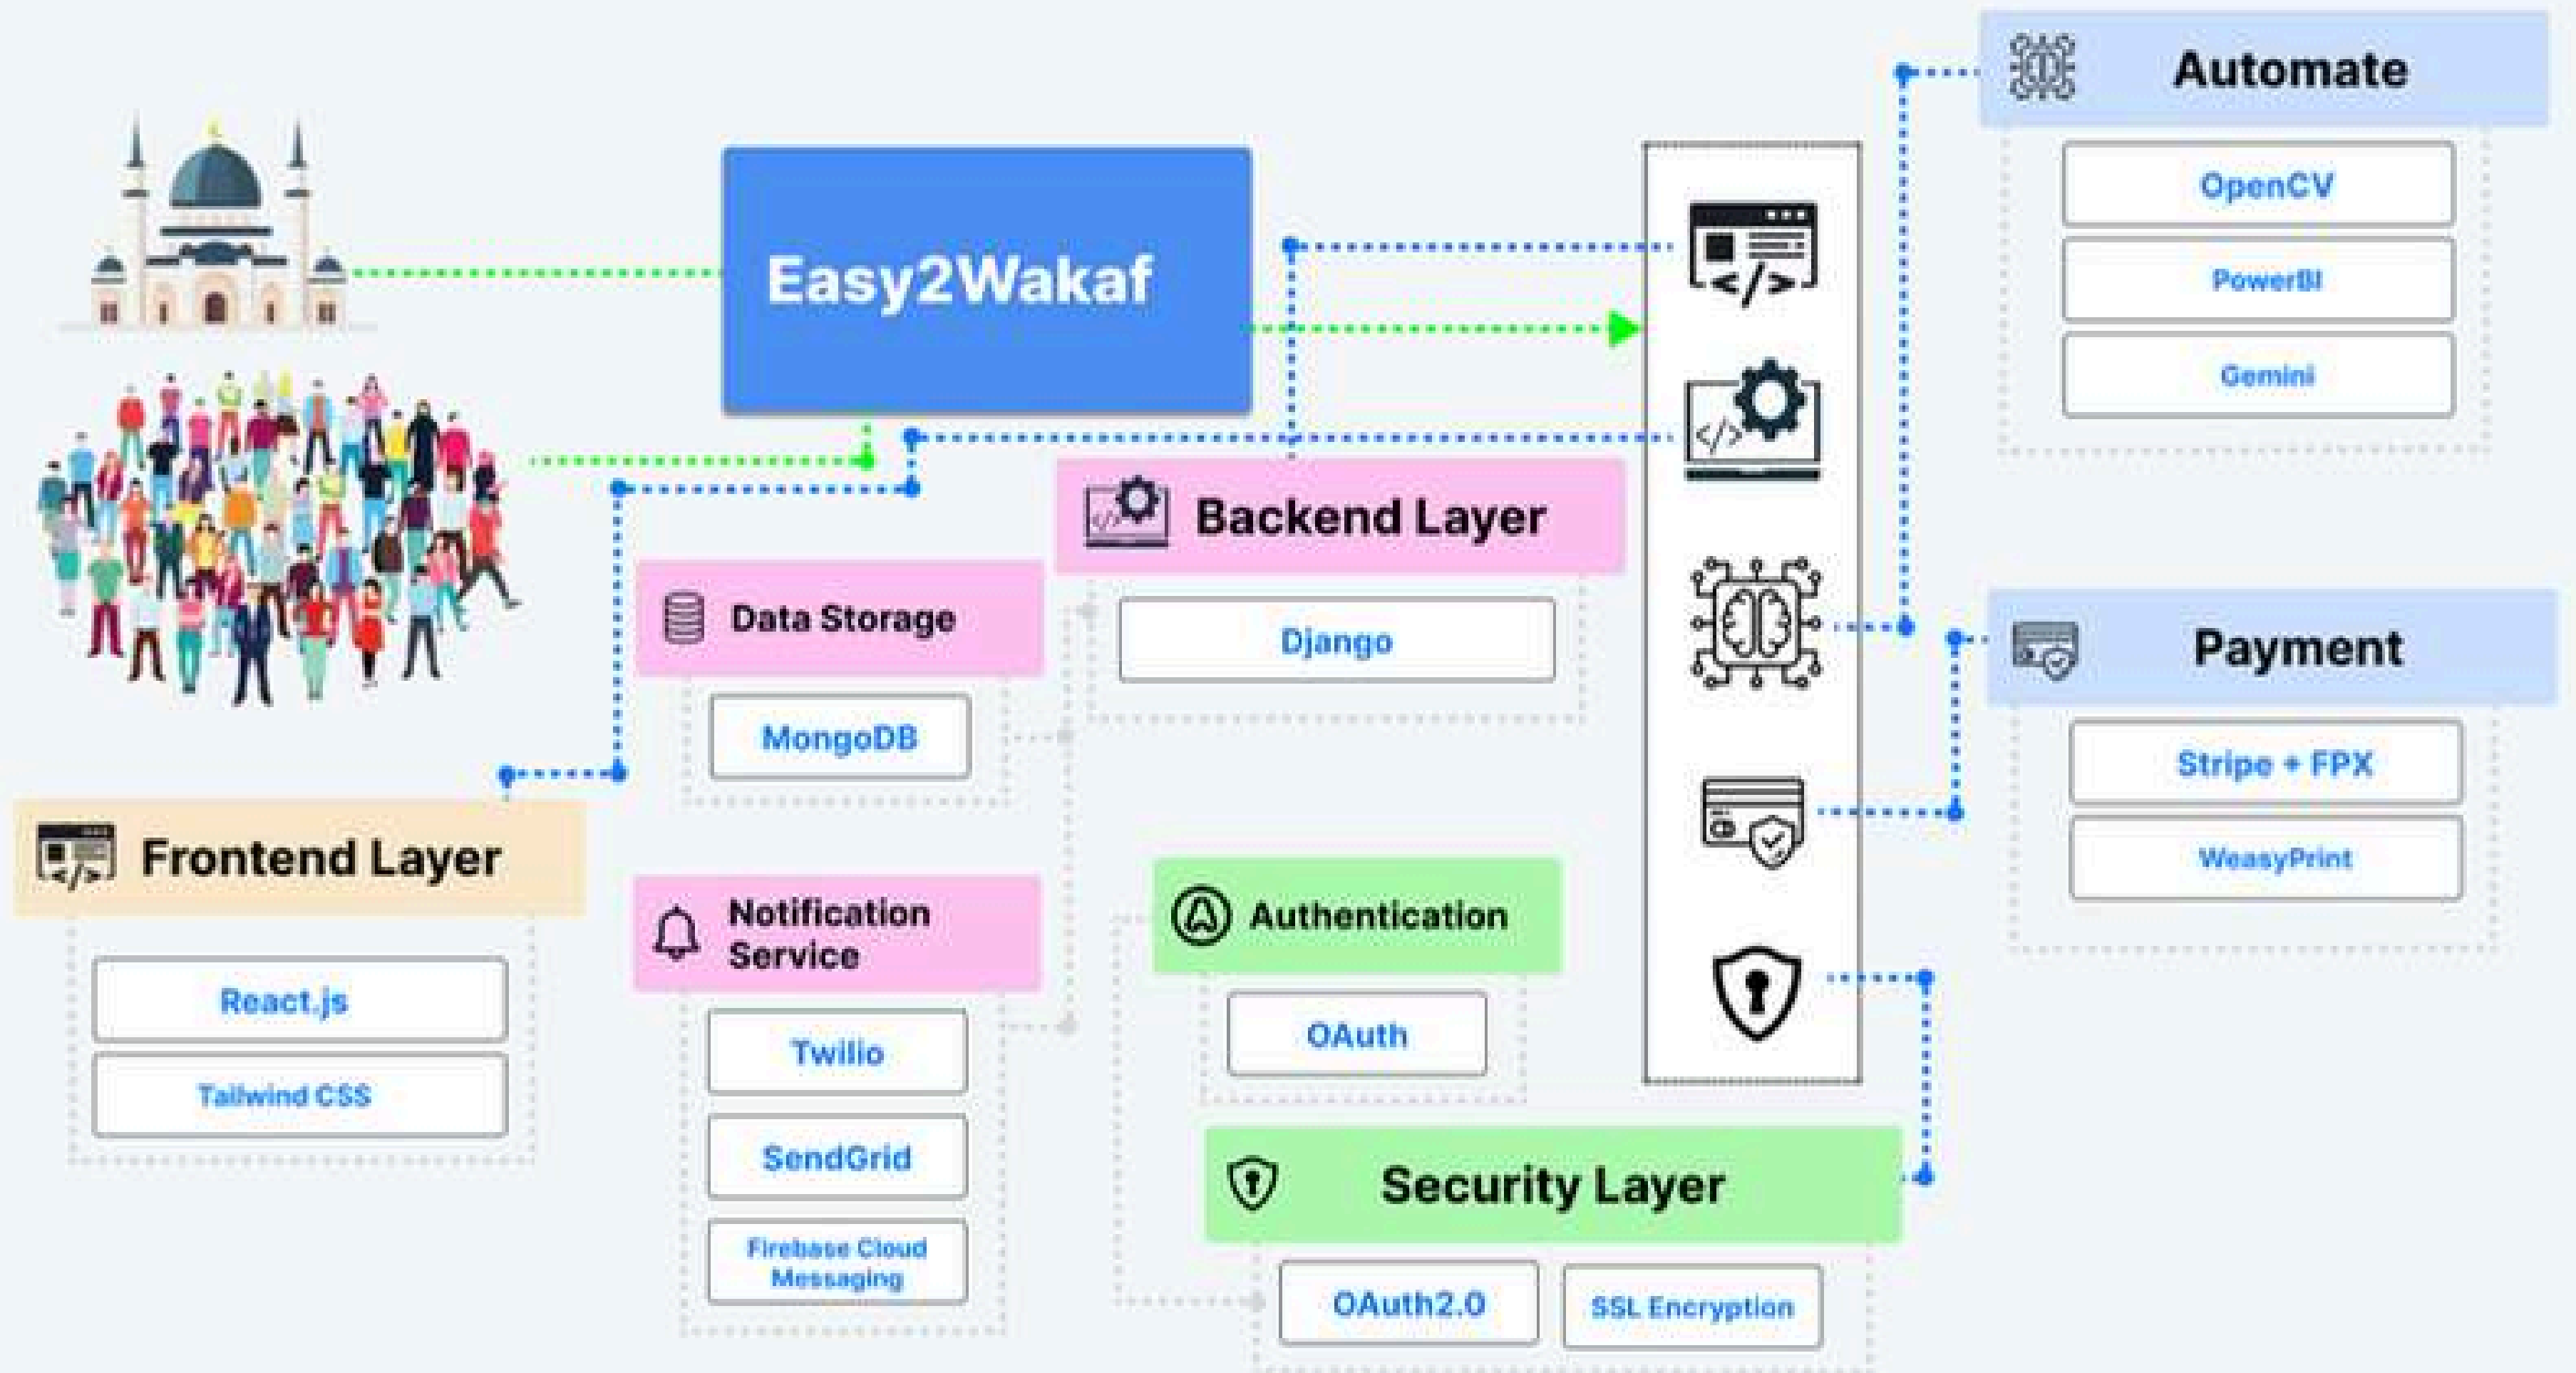 Automate
OpenCV
PowerBI
Gemini
Easy2Wakaf
Backend Layer
Django
Data Storage
MongoDB
Payment
Stripe + FPX
WeasyPrint
Frontend Layer
React.js
Tailwind CSS
Notification
Service
Twilio
SendGrid
Firebase Cloud
Messaging
Authentication
OAuth
Security Layer
OAuth2.0
SSL Encryption